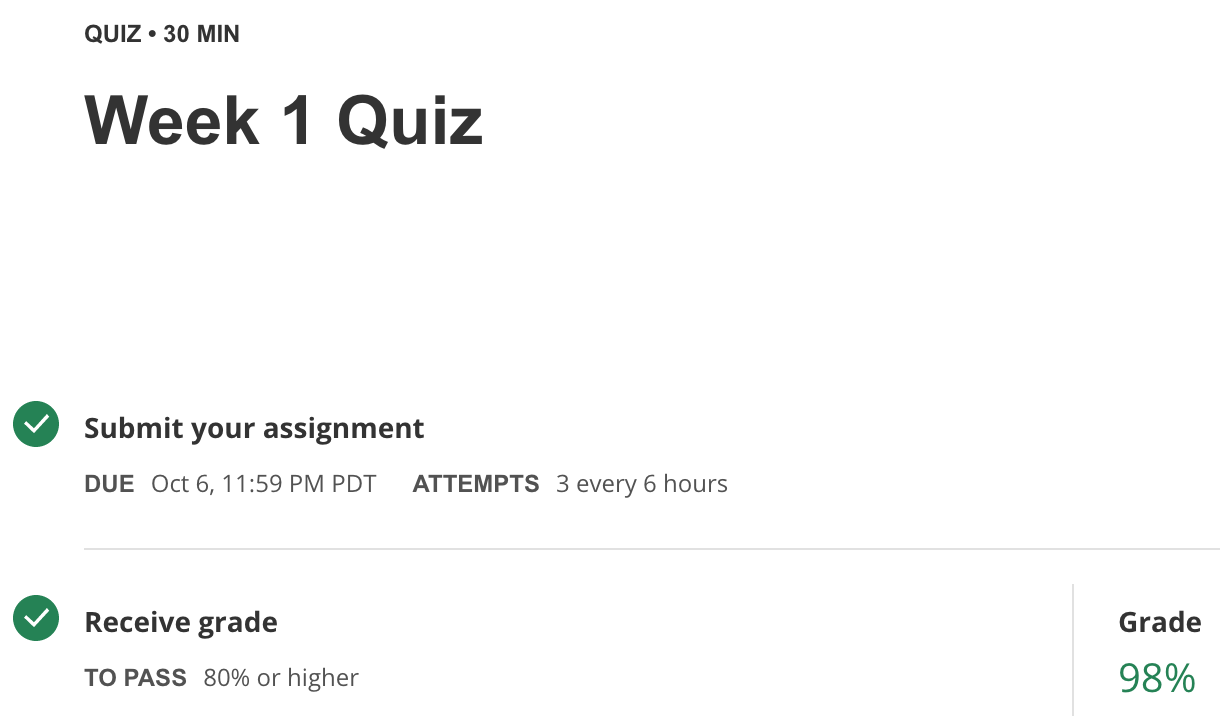 QUIZ • 30 MIN
Week 1 Quiz
Submit your assignment
DUE Oct 6, 11:59 PM PDT ATTEMPTS 3 every 6 hours
Receive grade
TO PASS 80% or higher
Grade
98%